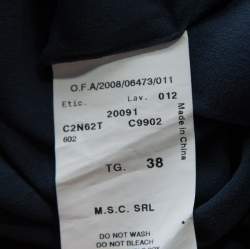 O.F.A/2008/06473/011
Etic. Lav. 012
20091
C2N62T C9902
602
Made in China
TG. 38
M.S.C. SRL
DO NOT WASH
DO NOT BLEACH